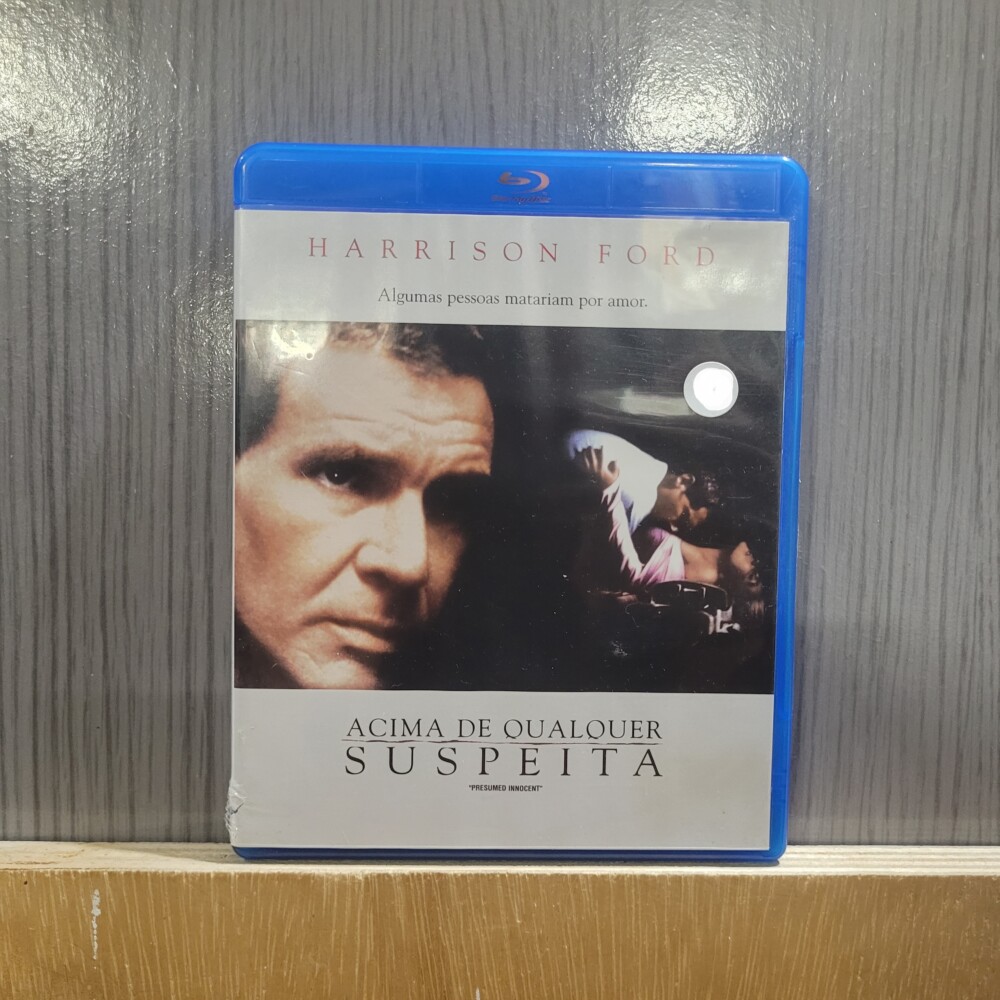 HARRISON FORD
Algumas pessoas matariam por amor.
ACIMA DE QUALQUER
SUSPEITA
"PRESUMED INNOCENT"